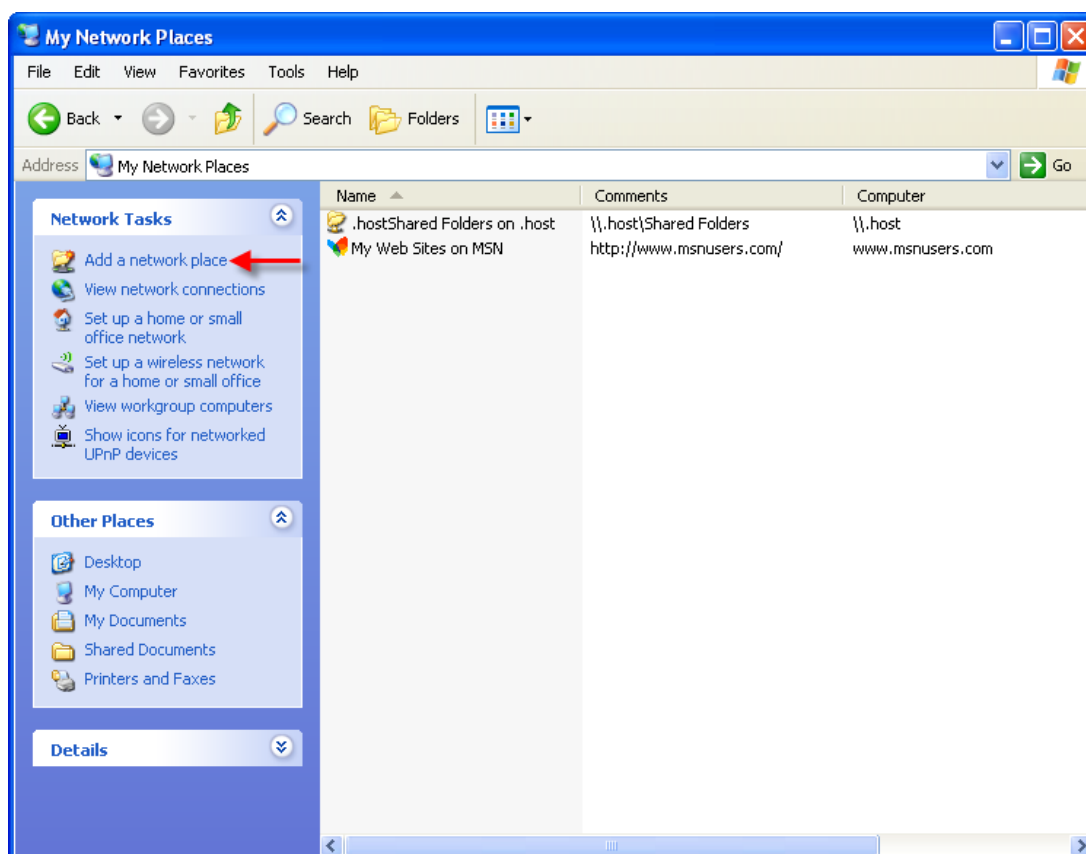 My Network Places
File Edit View Favorites Tools Help
Back Search Folders
Address My Network Places Go
Network Tasks
Add a network place
View network connections
Set up a home or small
office network
Set up a wireless network
for a home or small office
View workgroup computers
Show icons for networked
UPnP devices
Other Places
Desktop
My Computer
My Documents
Shared Documents
Printers and Faxes
Details
Name Comments Computer
.hostShared Folders on .host \\.host\Shared Folders \\.host
My Web Sites on MSN http://www.msnusers.com/ www.msnusers.com